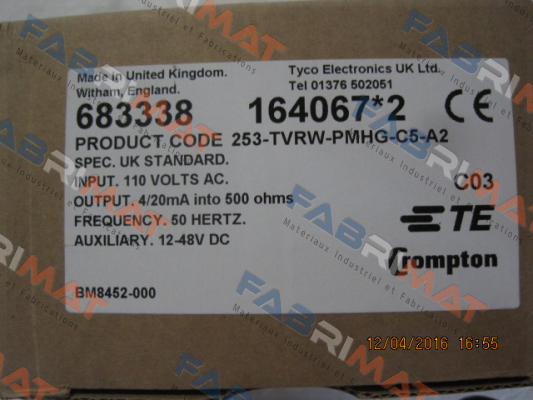 Made in United Kingdom.
Witham, England.
Tyco Electronics UK Ltd.
Tel 01376 502051
683338
164067*2
CE
PRODUCT CODE 253-TVRW-PMHG-C5-A2
SPEC. UK STANDARD.
INPUT. 110 VOLTS AC.
C03
OUTPUT. 4/20mA into 500 ohms
FREQUENCY. 50 HERTZ.
TE
AUXILIARY. 12-48V DC
Crompton
BM8452-000
12/04/2016 16:55
FABRIMAT
Materiaux Industriel et Fabrications